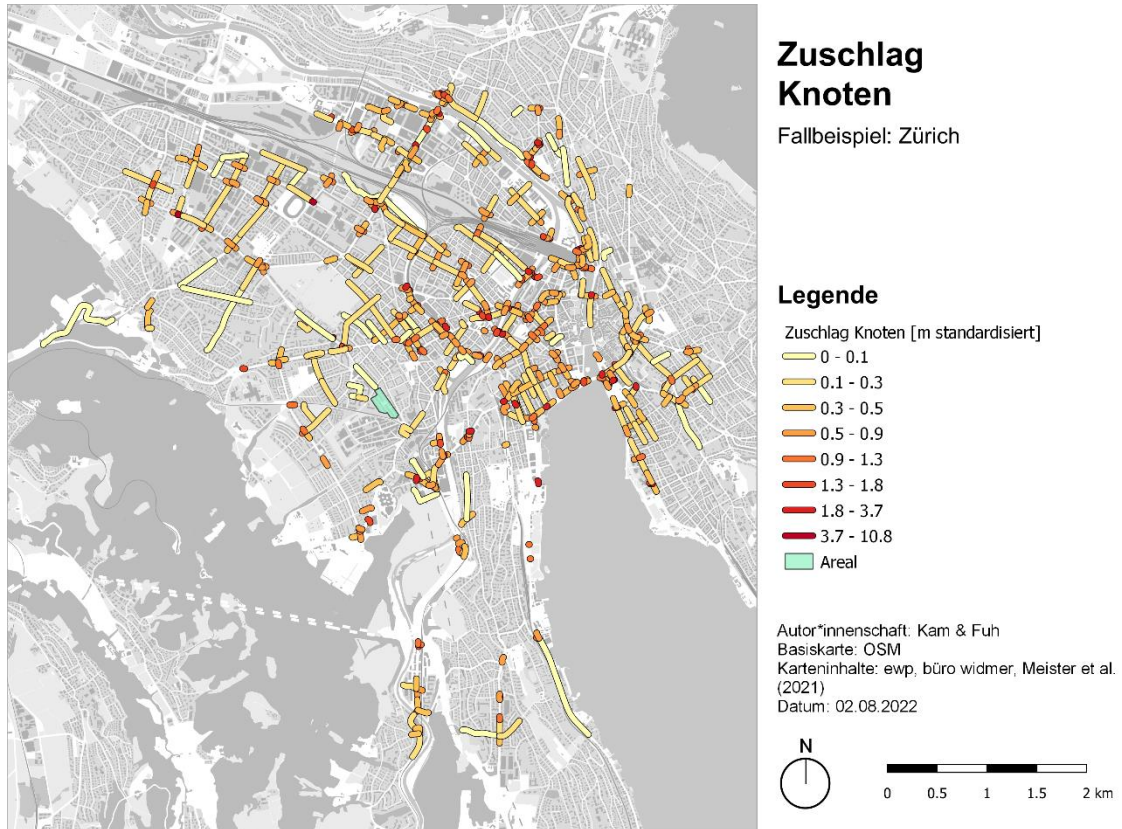 Zuschlag
Knoten
Fallbeispiel: Zürich
Legende
Zuschlag Knoten [m standardisiert]
0 - 0.1
0.1 - 0.3
0.3 - 0.5
0.5 - 0.9
0.9 - 1.3
1.3 - 1.8
1.8 - 3.7
3.7 - 10.8
Areal
Autor*innenschaft: Kam & Fuh
Basiskarte: OSM
Karteninhalte: ewp, büro widmer, Meister et al.
(2021)
Datum: 02.08.2022
N
0 0.5 1 1.5 2 km